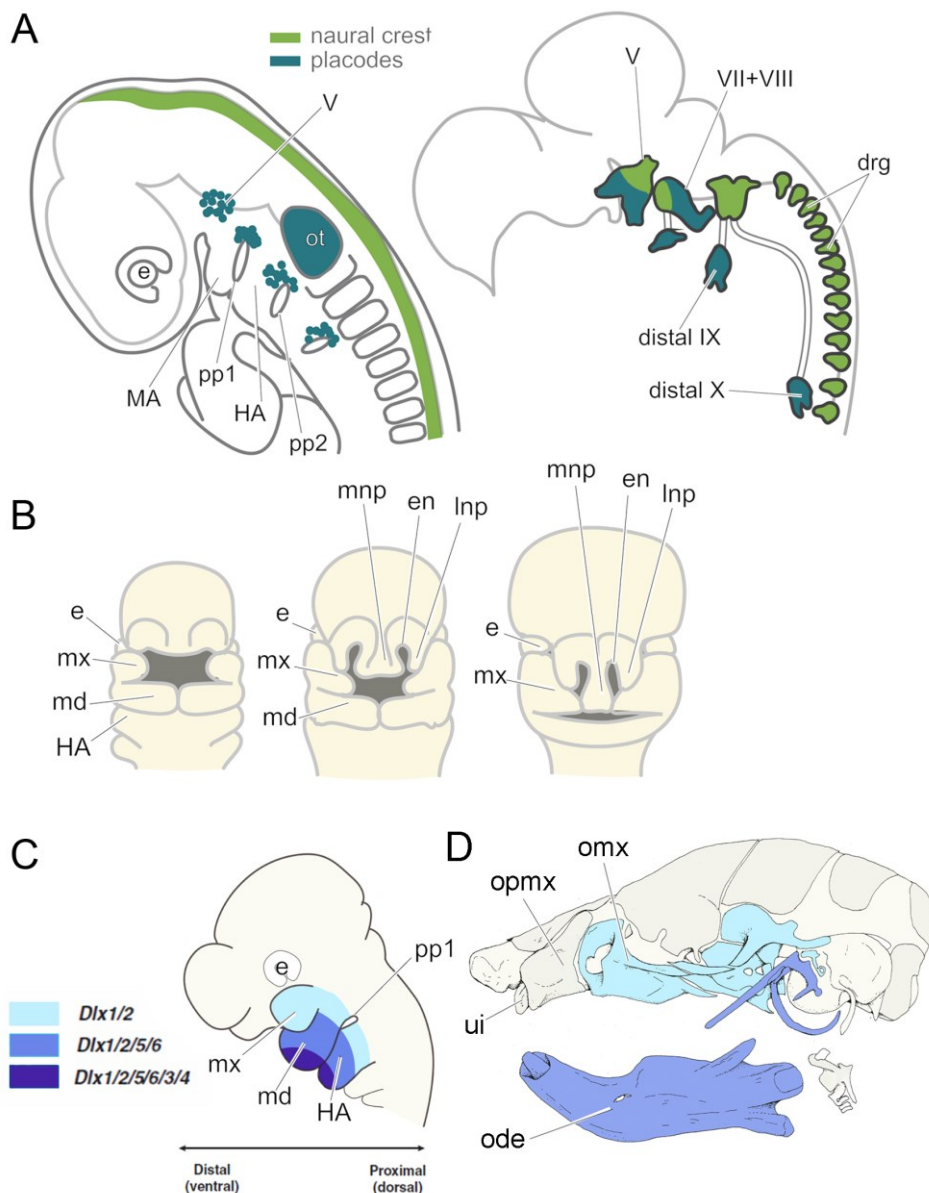 A
naural crest
placodes
V
ot
e
MA
pp1
HA
pp2
V
VII+VIII
drg
distal IX
distal X
B
e
mx
md
HA
mnp
en
lnp
mx
md
mnp
en
lnp
e
mx
C
Dlx1/2
Dlx1/2/5/6
Dlx1/2/5/6/3/4
e
pp1
mx
md
HA
Distal
(ventral)
Proximal
(dorsal)
D
omx
opmx
ui
ode